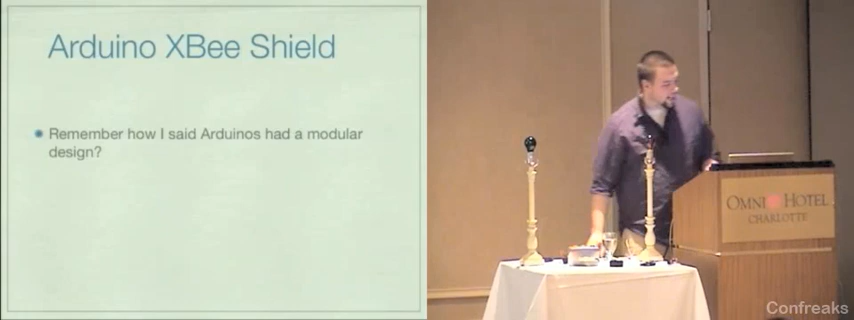 Arduino XBee Shield
Remember how I said Arduinos had a modular
design?
OMNI HOTEL
CHARLOTTE
Confreaks